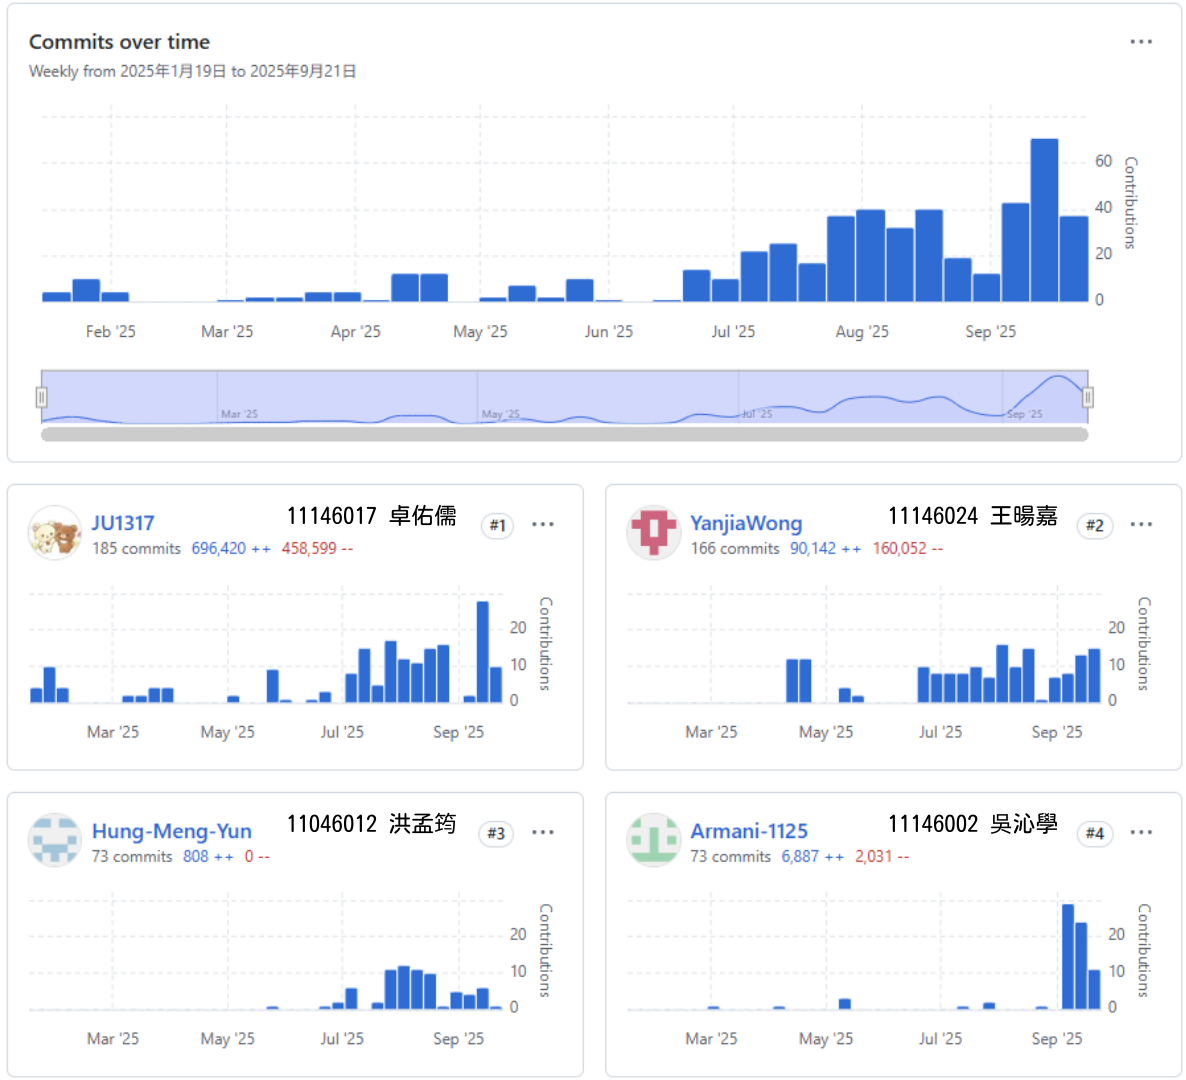 Commits over time
Weekly from 2025年1月19日 to 2025年9月21日
60
40
20
0
Contributions
Feb '25 Mar '25 Apr '25 May '25 Jun '25 Jul '25 Aug '25 Sep '25
Mar '25 May '25 Jul '25 Sep '25
JU1317 11146017 卓佑儒 #1
185 commits 696,420 ++ 458,599 --
20
10
0
Contributions
Mar '25 May '25 Jul '25 Sep '25
YanjiaWong 11146024 王暘嘉 #2
166 commits 90,142 ++ 160,052 --
20
10
0
Contributions
Mar '25 May '25 Jul '25 Sep '25
Hung-Meng-Yun 11046012 洪孟筠 #3
73 commits 808 ++ 0 --
20
10
0
Contributions
Mar '25 May '25 Jul '25 Sep '25
Armani-1125 11146002 吳沁學 #4
73 commits 6,887 ++ 2,031 --
20
10
0
Contributions
Mar '25 May '25 Jul '25 Sep '25